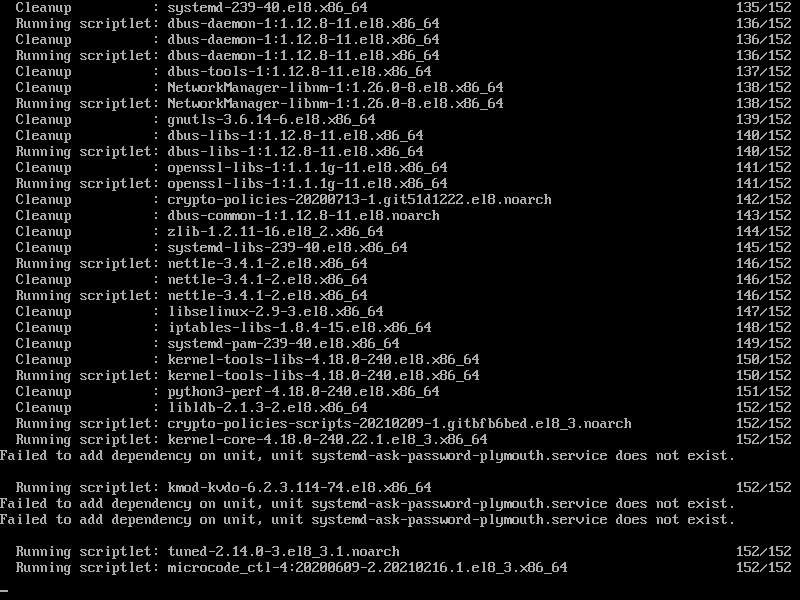 Cleanup : systemd-239-40.el8.x86_64 135/152
Running scriptlet: dbus-daemon-1:1.12.8-11.el8.x86_64 136/152
Cleanup : dbus-daemon-1:1.12.8-11.el8.x86_64 136/152
Running scriptlet: dbus-daemon-1:1.12.8-11.el8.x86_64 136/152
Cleanup : dbus-tools-1:1.12.8-11.el8.x86_64 137/152
Cleanup : NetworkManager-libnm-1:1.26.0-8.el8.x86_64 138/152
Running scriptlet: NetworkManager-libnm-1:1.26.0-8.el8.x86_64 138/152
Cleanup : gnutls-3.6.14-6.el8.x86_64 139/152
Cleanup : dbus-libs-1:1.12.8-11.el8.x86_64 140/152
Running scriptlet: dbus-libs-1:1.12.8-11.el8.x86_64 140/152
Cleanup : openssl-libs-1:1.1.1g-11.el8.x86_64 141/152
Running scriptlet: openssl-libs-1:1.1.1g-11.el8.x86_64 141/152
Cleanup : crypto-policies-20200713-1.git51d1222.el8.noarch 142/152
Cleanup : dbus-common-1:1.12.8-11.el8.noarch 143/152
Cleanup : zlib-1.2.11-16.el8_2.x86_64 144/152
Cleanup : systemd-libs-239-40.el8.x86_64 145/152
Running scriptlet: nettle-3.4.1-2.el8.x86_64 146/152
Cleanup : nettle-3.4.1-2.el8.x86_64 146/152
Running scriptlet: nettle-3.4.1-2.el8.x86_64 146/152
Cleanup : libselinux-2.9-3.el8.x86_64 147/152
Cleanup : iptables-libs-1.8.4-15.el8.x86_64 148/152
Cleanup : systemd-pam-239-40.el8.x86_64 149/152
Cleanup : kernel-tools-libs-4.18.0-240.el8.x86_64 150/152
Running scriptlet: kernel-tools-libs-4.18.0-240.el8.x86_64 150/152
Cleanup : python3-perf-4.18.0-240.el8.x86_64 151/152
Cleanup : libldb-2.1.3-2.el8.x86_64 152/152
Running scriptlet: crypto-policies-scripts-20210209-1.gitbfb6bed.el8_3.noarch 152/152
Running scriptlet: kernel-core-4.18.0-240.22.1.el8_3.x86_64 152/152
Failed to add dependency on unit, unit systemd-ask-password-plymouth.service does not exist.
Running scriptlet: kmod-kvdo-6.2.3.114-74.el8.x86_64 152/152
Failed to add dependency on unit, unit systemd-ask-password-plymouth.service does not exist.
Failed to add dependency on unit, unit systemd-ask-password-plymouth.service does not exist.
Running scriptlet: tuned-2.14.0-3.el8_3.1.noarch 152/152
Running scriptlet: microcode_ctl-4:20200609-2.20210216.1.el8_3.x86_64 152/152